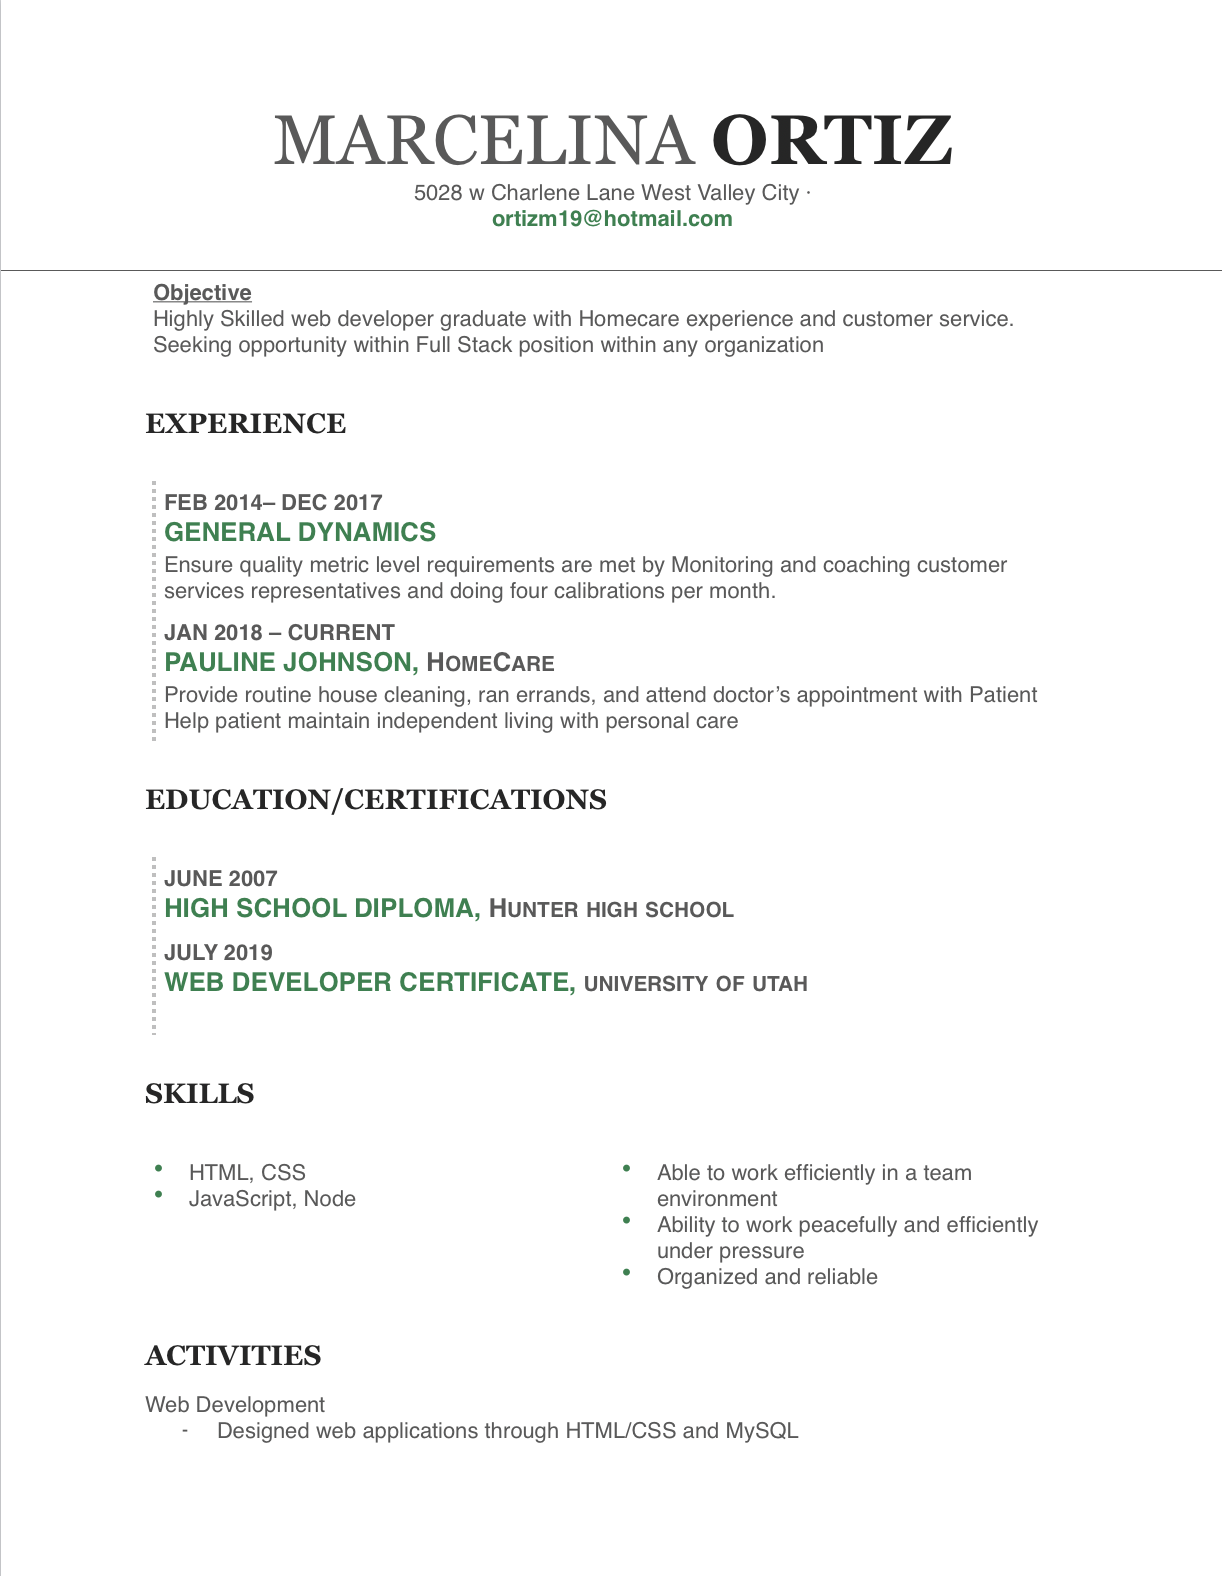 MARCELINA ORTIZ
5028 w Charlene Lane West Valley City ·
ortizm19@hotmail.com
Objective
Highly Skilled web developer graduate with Homecare experience and customer service.
Seeking opportunity within Full Stack position within any organization
EXPERIENCE
FEB 2014– DEC 2017
GENERAL DYNAMICS
Ensure quality metric level requirements are met by Monitoring and coaching customer
services representatives and doing four calibrations per month.
JAN 2018 – CURRENT
PAULINE JOHNSON, HOMECARE
Provide routine house cleaning, ran errands, and attend doctor’s appointment with Patient
Help patient maintain independent living with personal care
EDUCATION/CERTIFICATIONS
JUNE 2007
HIGH SCHOOL DIPLOMA, HUNTER HIGH SCHOOL
JULY 2019
WEB DEVELOPER CERTIFICATE, UNIVERSITY OF UTAH
SKILLS
• HTML, CSS
• JavaScript, Node
• Able to work efficiently in a team
environment
• Ability to work peacefully and efficiently
under pressure
• Organized and reliable
ACTIVITIES
Web Development
- Designed web applications through HTML/CSS and MySQL